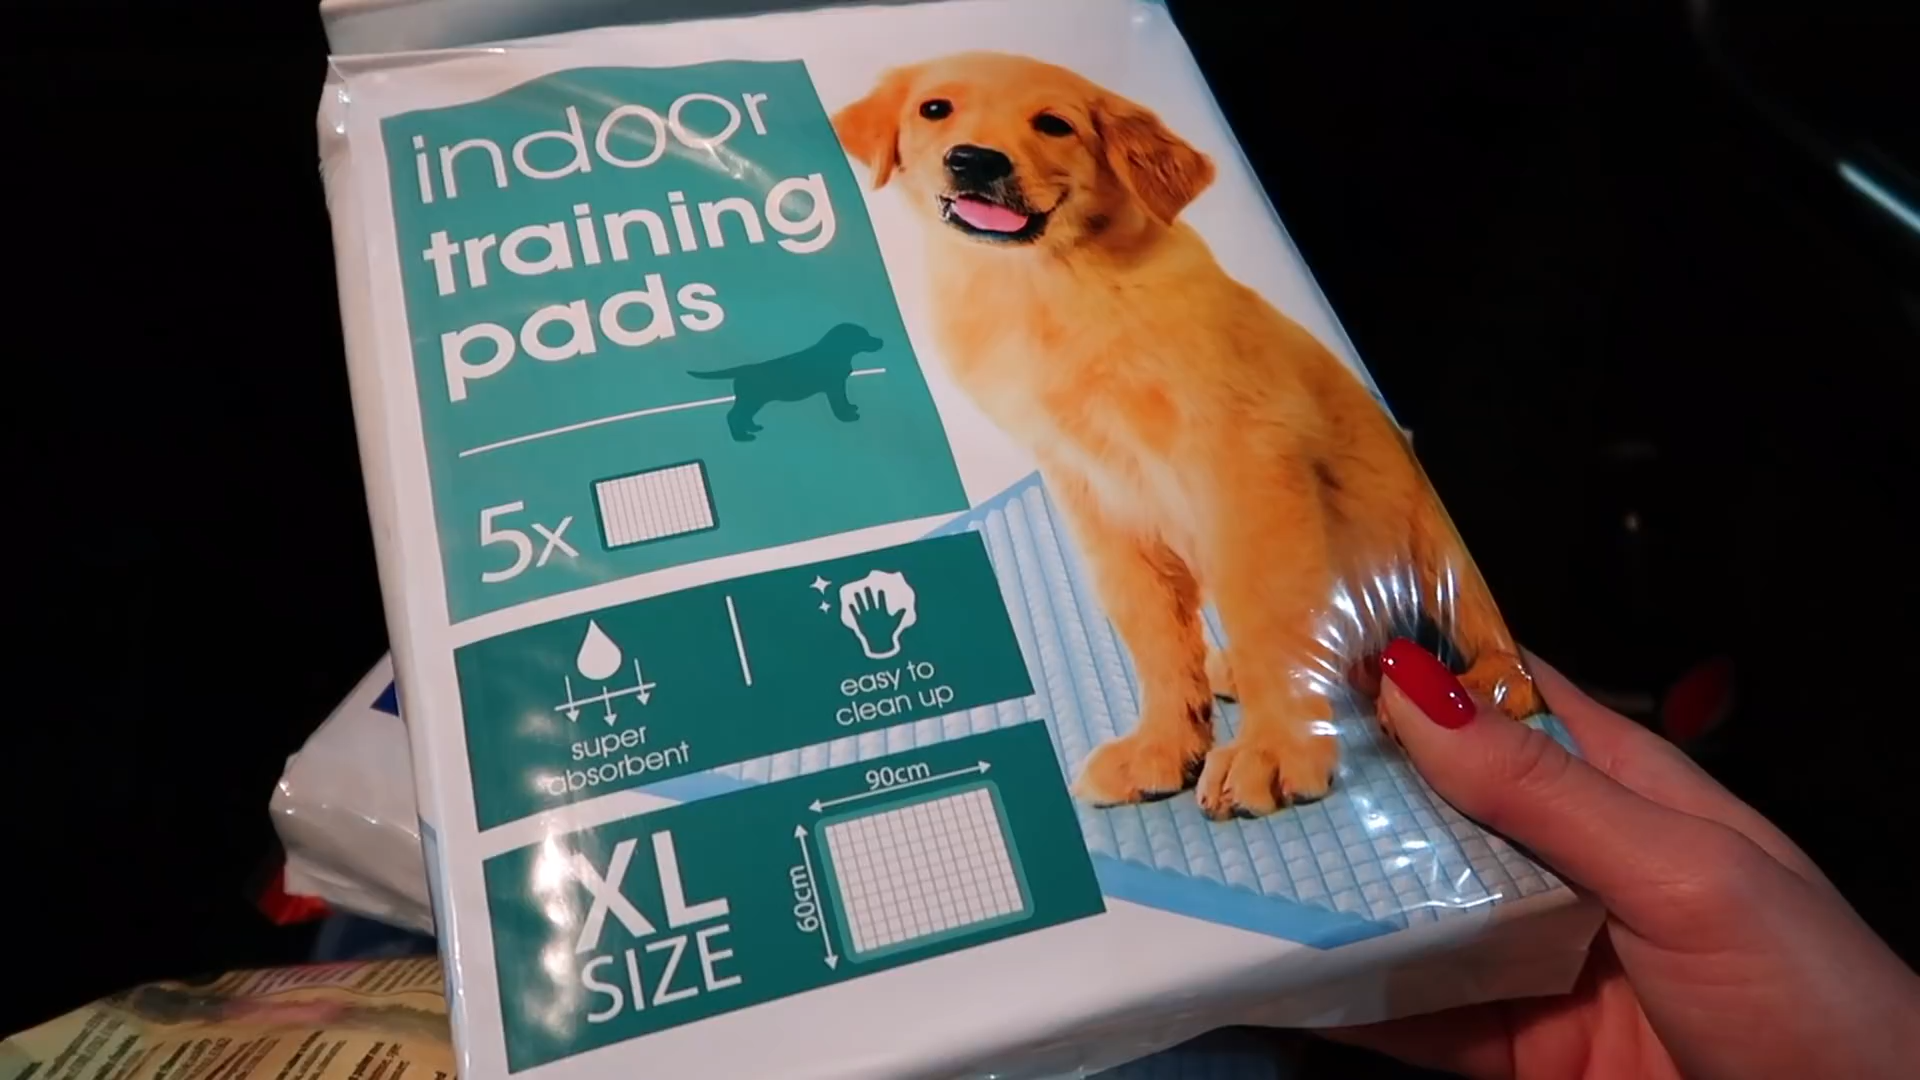 indoor
training
pads
5x
super
absorbent
easy to
clean up
XL
SIZE
90cm
60cm